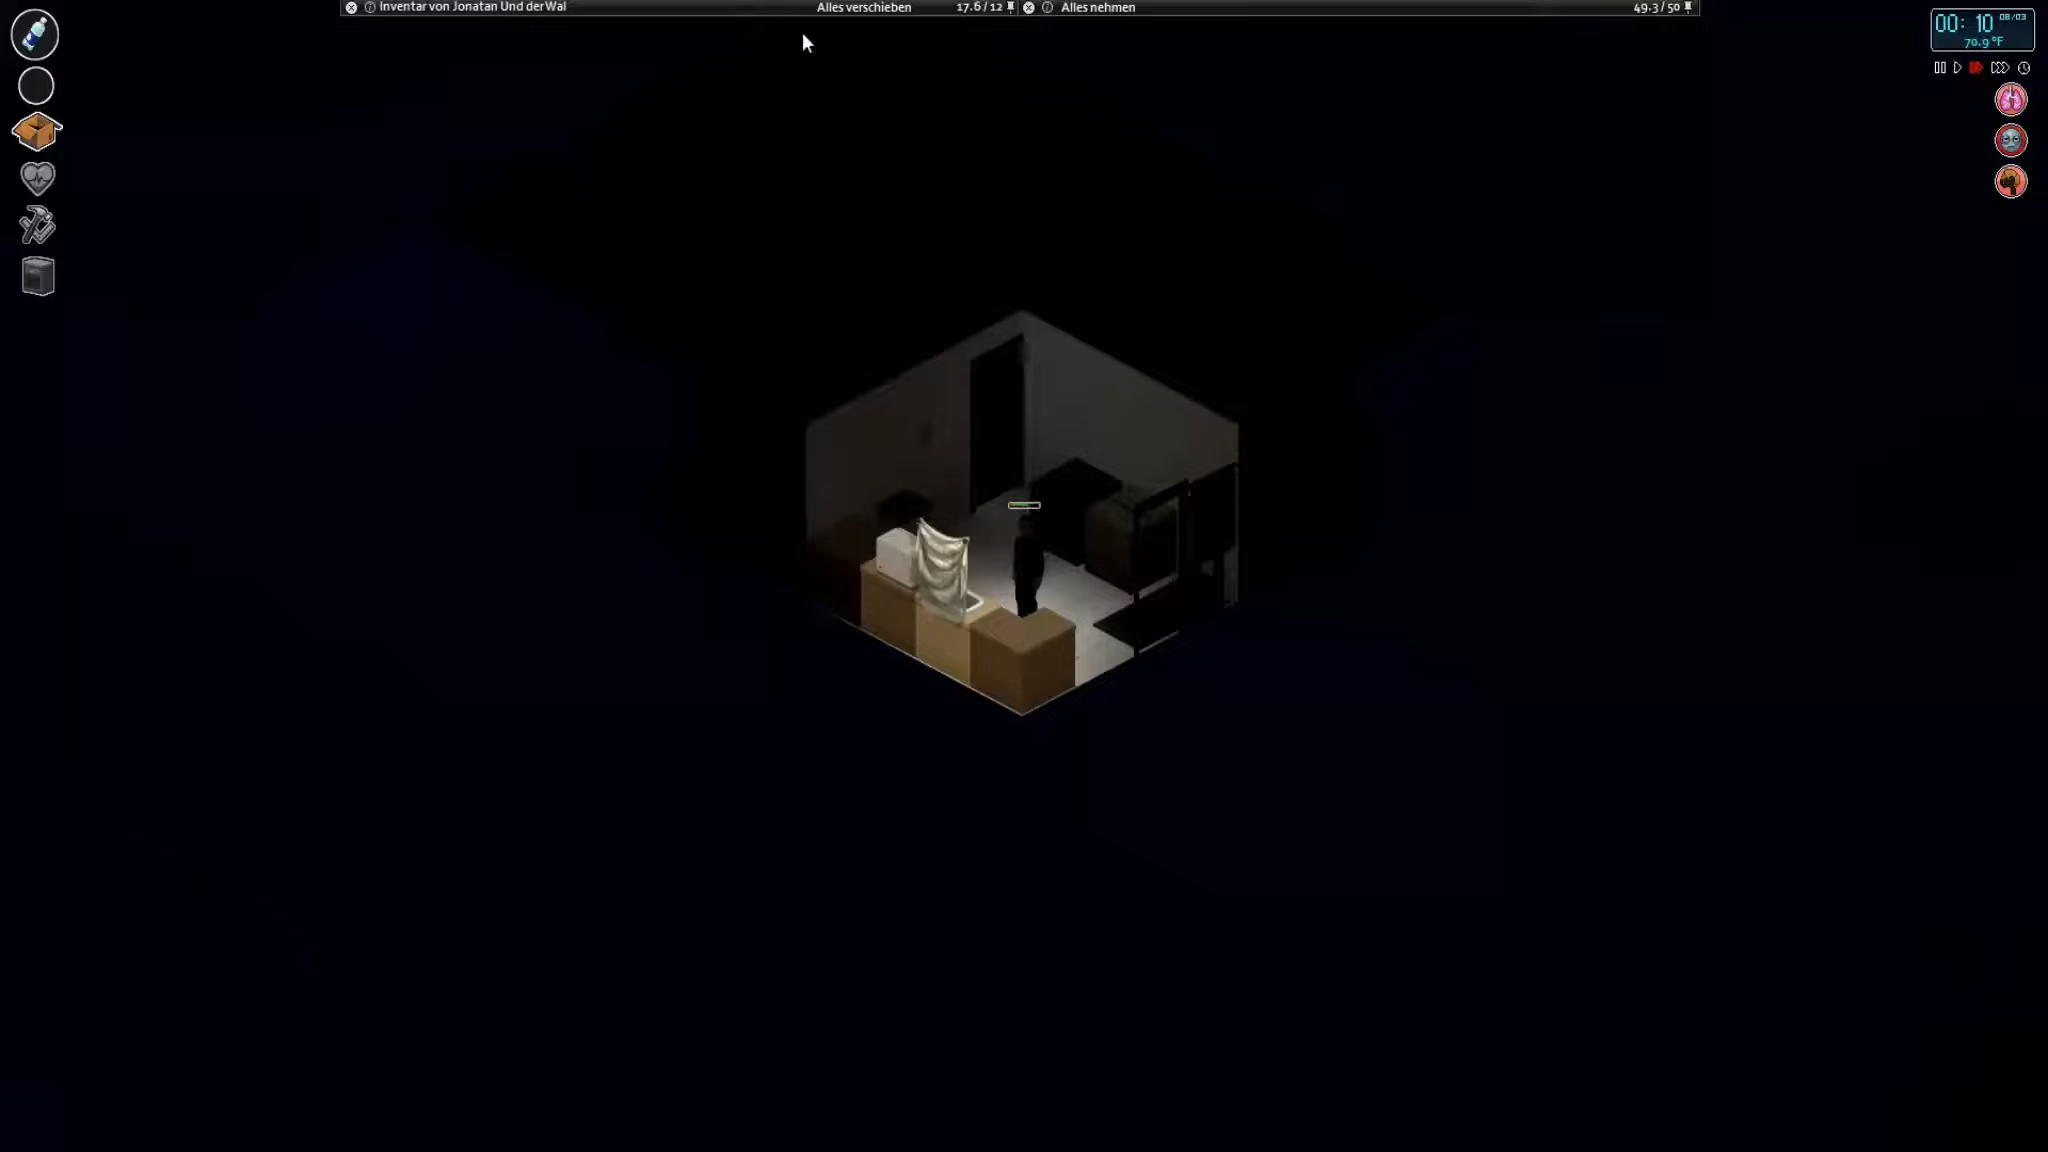 Inventar von Jonatan Und der Wal
Alles verschieben
17.6 / 12
Alles nehmen
49.3 / 50
00:10 08/03
70.9 °F